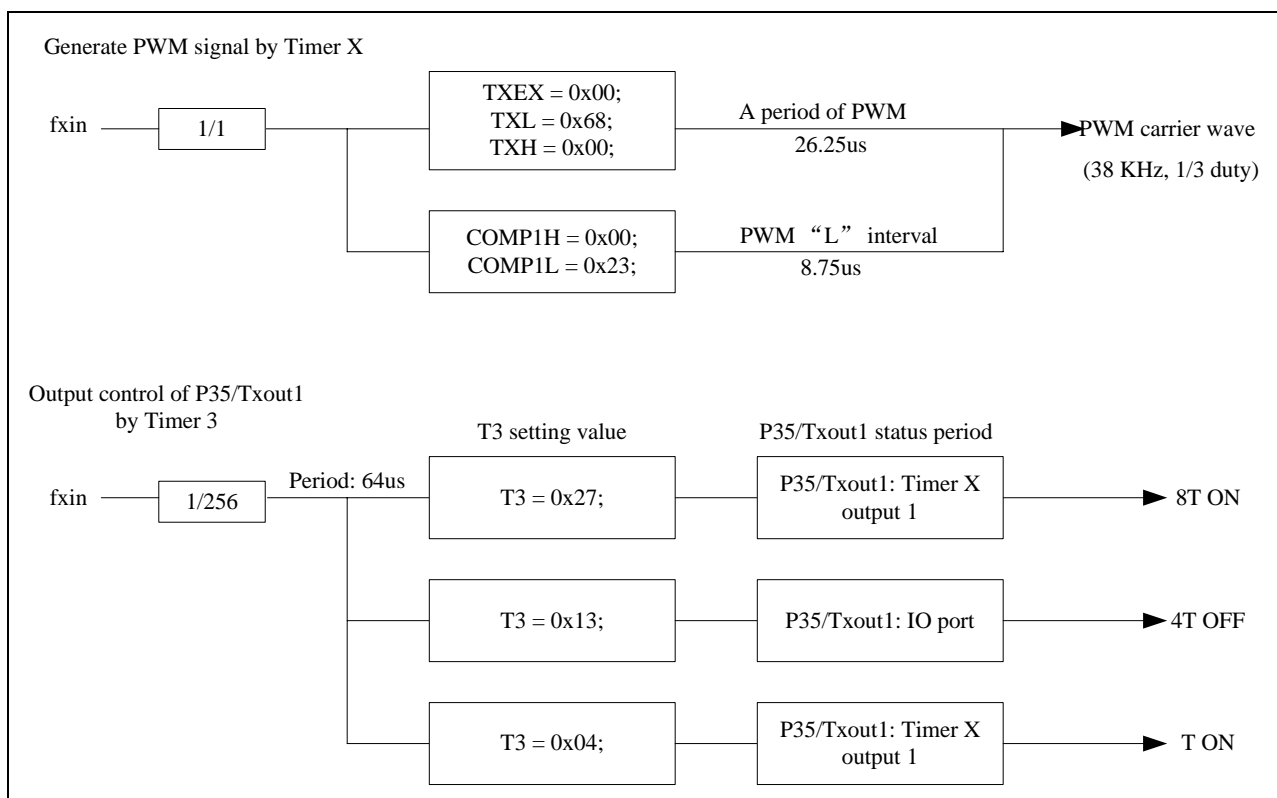 Generate PWM signal by Timer X
fxin
1/1
TXEX = 0x00;
TXL = 0x68;
TXH = 0x00;
A period of PWM
26.25us
PWM carrier wave
(38 KHz, 1/3 duty)
COMP1H = 0x00;
COMP1L = 0x23;
PWM “L” interval
8.75us
Output control of P35/Txout1
by Timer 3
T3 setting value
P35/Txout1 status period
fxin
1/256
Period: 64us
T3 = 0x27;
P35/Txout1: Timer X
output 1
8T ON
T3 = 0x13;
P35/Txout1: IO port
4T OFF
T3 = 0x04;
P35/Txout1: Timer X
output 1
T ON